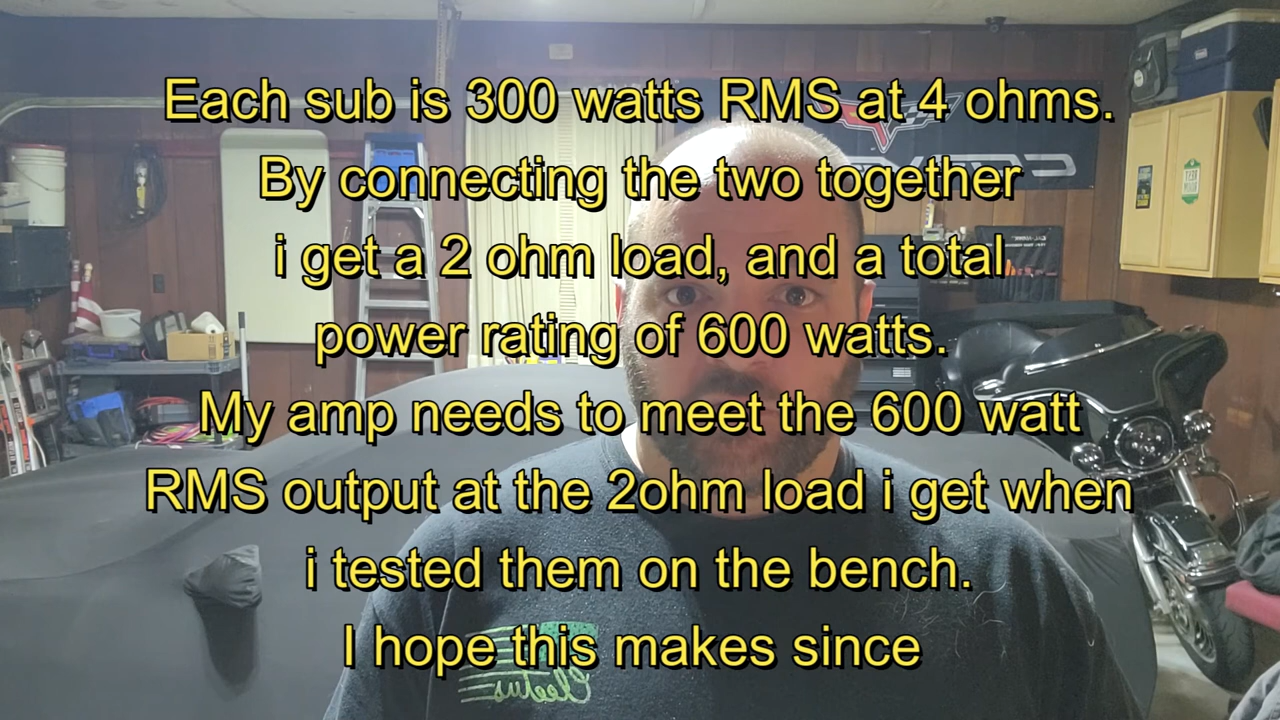 Each sub is 300 watts RMS at 4 ohms.
By connecting the two together
i get a 2 ohm load, and a total
power rating of 600 watts.
My amp needs to meet the 600 watt
RMS output at the 2ohm load i get when
i tested them on the bench.
I hope this makes since
Cleetus